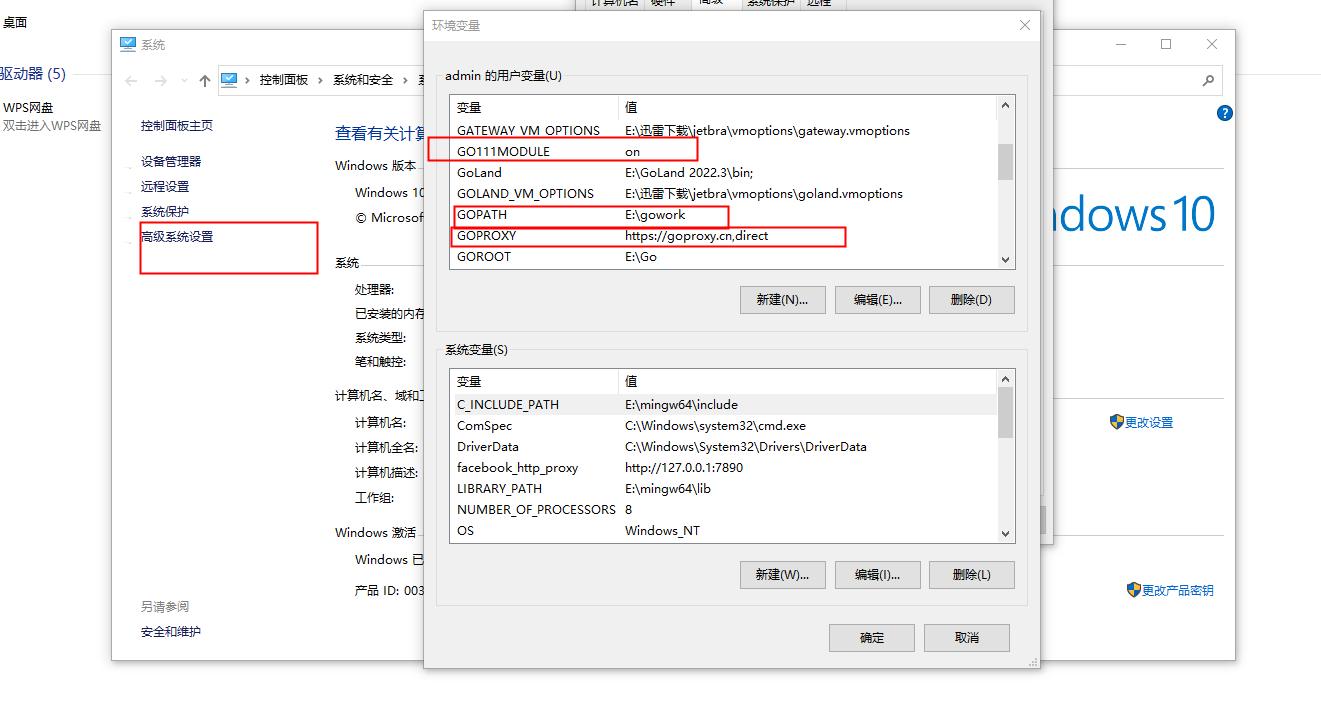 计算机名 硬件 高级 系统保护 远程
桌面
驱动器 (5)
WPS网盘
双击进入WPS网盘
系统
控制面板 系统和安全
控制面板主页
设备管理器
远程设置
系统保护
高级系统设置
另请参阅
安全和维护
查看有关计算
Windows 版本
Windows 10
© Microsoft
系统
处理器:
已安装的内存
系统类型:
笔和触控:
计算机名、域和工
计算机名:
计算机全名:
计算机描述:
工作组:
Windows 激活
Windows 已
产品 ID: 003
环境变量
admin 的用户变量(U)
变量 值
GATEWAY_VM_OPTIONS E:\迅雷下载\jetbra\vmoptions\gateway.vmoptions
GO111MODULE on
GoLand E:\GoLand 2022.3\bin;
GOLAND_VM_OPTIONS E:\迅雷下载\jetbra\vmoptions\goland.vmoptions
GOPATH E:\gowork
GOPROXY https://goproxy.cn,direct
GOROOT E:\Go
新建(N)... 编辑(E)... 删除(D)
系统变量(S)
变量 值
C_INCLUDE_PATH E:\mingw64\include
ComSpec C:\Windows\system32\cmd.exe
DriverData C:\Windows\System32\Drivers\DriverData
facebook_http_proxy http://127.0.0.1:7890
LIBRARY_PATH E:\mingw64\lib
NUMBER_OF_PROCESSORS 8
OS Windows_NT
新建(W)... 编辑(I)... 删除(L)
确定 取消
?
ndows 10
更改设置
更改产品密钥